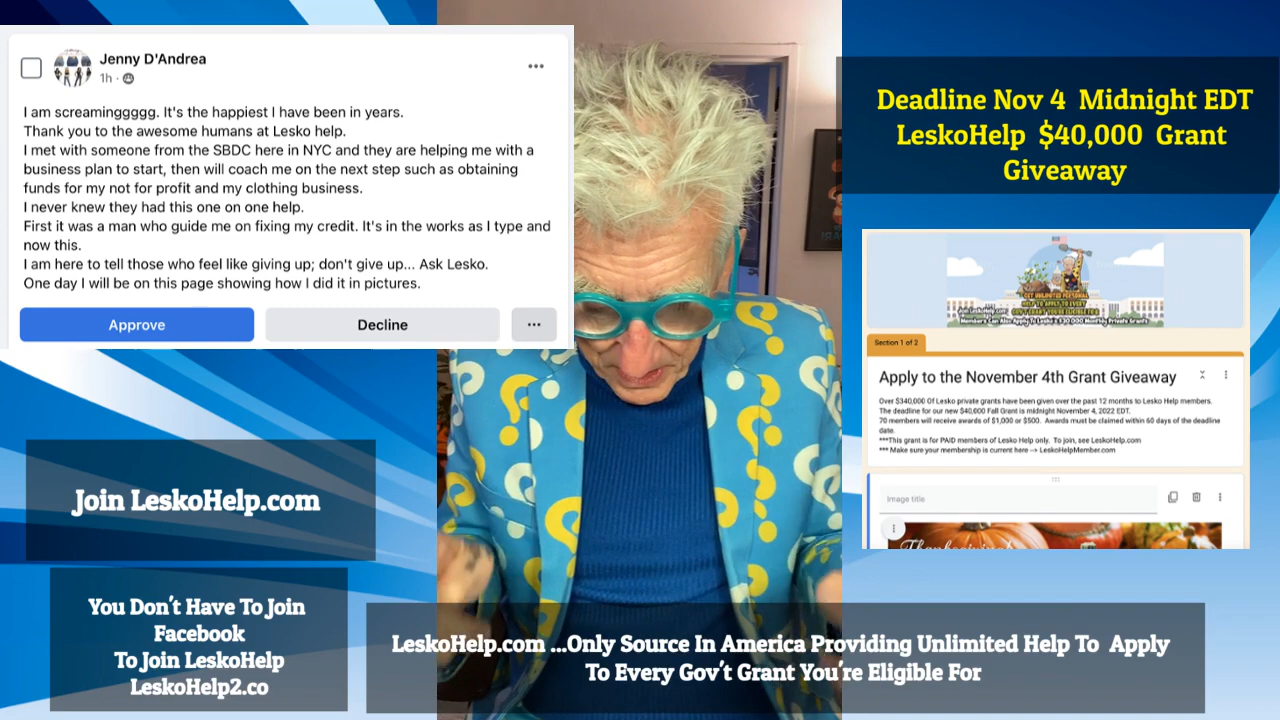 Jenny D'Andrea
1h
I am screaminggggg. It's the happiest I have been in years.
Thank you to the awesome humans at Lesko help.
I met with someone from the SBDC here in NYC and they are helping me with a
business plan to start, then will coach me on the next step such as obtaining
funds for my not for profit and my clothing business.
I never knew they had this one on one help.
First it was a man who guide me on fixing my credit. It's in the works as I type and
now this.
I am here to tell those who feel like giving up; don't give up... Ask Lesko.
One day I will be on this page showing how I did it in pictures.
Approve
Decline
Deadline Nov 4 Midnight EDT
LeskoHelp $40,000 Grant
Giveaway
Section 1 of 2
Apply to the November 4th Grant Giveaway
Over $340,000 Of Lesko private grants have been given over the past 12 months to Lesko Help members.
The deadline for our new $40,000 Fall Grant is midnight November 4, 2022 EDT.
70 members will receive awards of $1,000 or $500. Awards must be claimed within 60 days of the deadline
date.
***This grant is for PAID members of Lesko Help only. To join, see LeskoHelp.com
*** Make sure your membership is current here --> LeskoHelpMember.com
Image title
Join LeskoHelp.com
You Don't Have To Join
Facebook
To Join LeskoHelp
LeskoHelp2.co
LeskoHelp.com ...Only Source In America Providing Unlimited Help To Apply
To Every Gov't Grant You're Eligible For